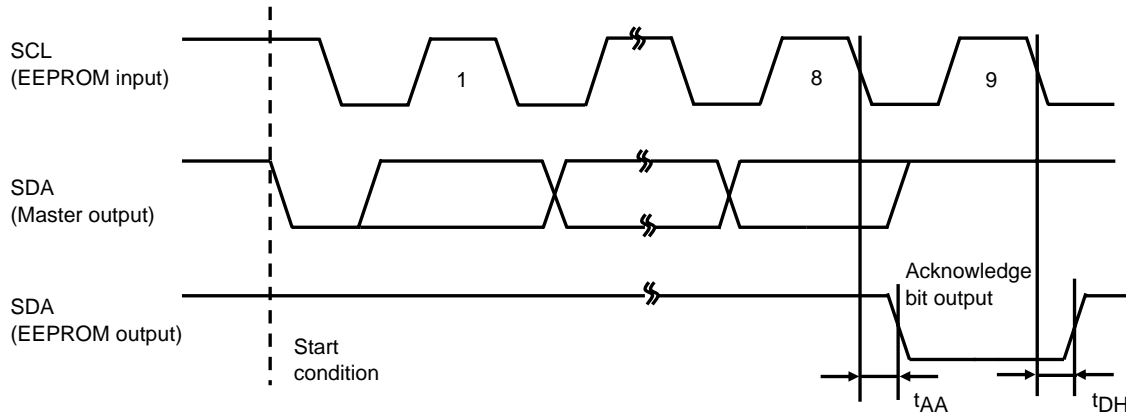 SCL
(EEPROM input)
1
8
9
SDA
(Master output)
SDA
(EEPROM output)
Acknowledge
bit output
Start
condition
tAA
tDH